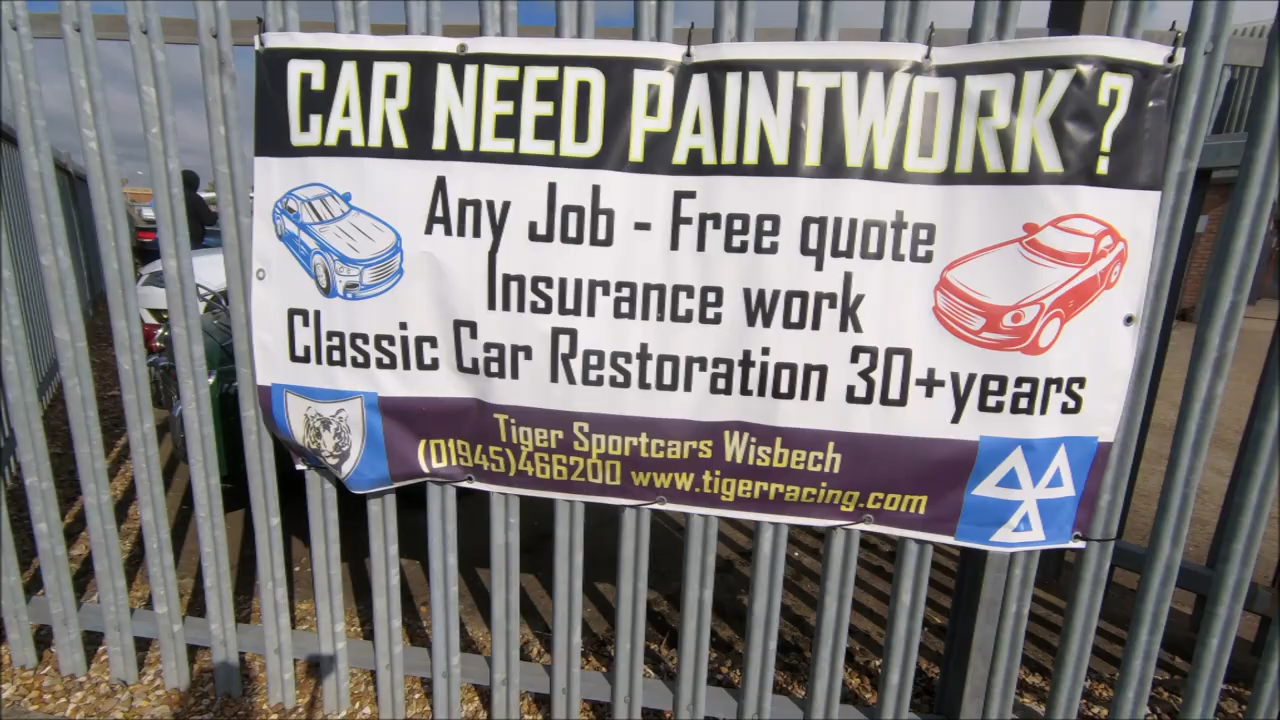 CAR NEED PAINTWORK ?
Any Job - Free quote
Insurance work
Classic Car Restoration 30+years
Tiger Sportcars Wisbech
(01945)466200 www.tigerracing.com